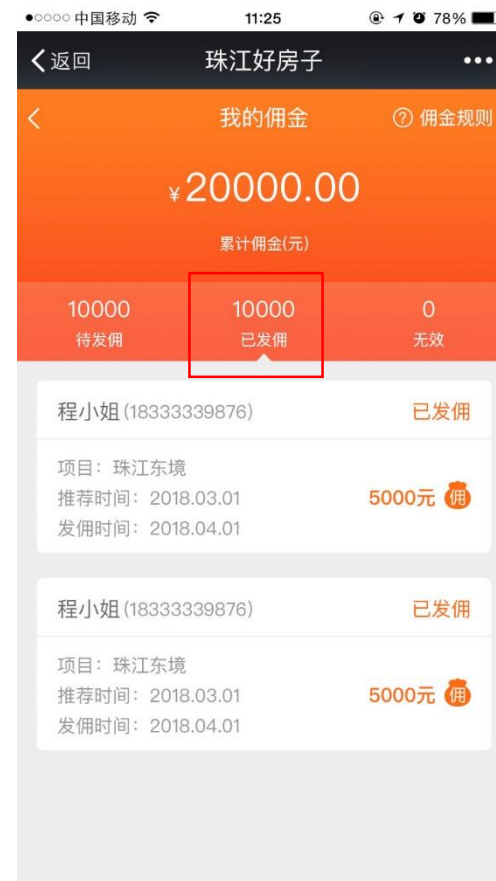 中国移动 11:25 78%
返回 珠江好房子
我的佣金 ? 佣金规则
¥20000.00
累计佣金(元)
10000 10000 0
待发佣 已发佣 无效
程小姐(18333339876) 已发佣
项目：珠江东境
推荐时间：2018.03.01 5000元 佣
发佣时间：2018.04.01
程小姐(18333339876) 已发佣
项目：珠江东境
推荐时间：2018.03.01 5000元 佣
发佣时间：2018.04.01